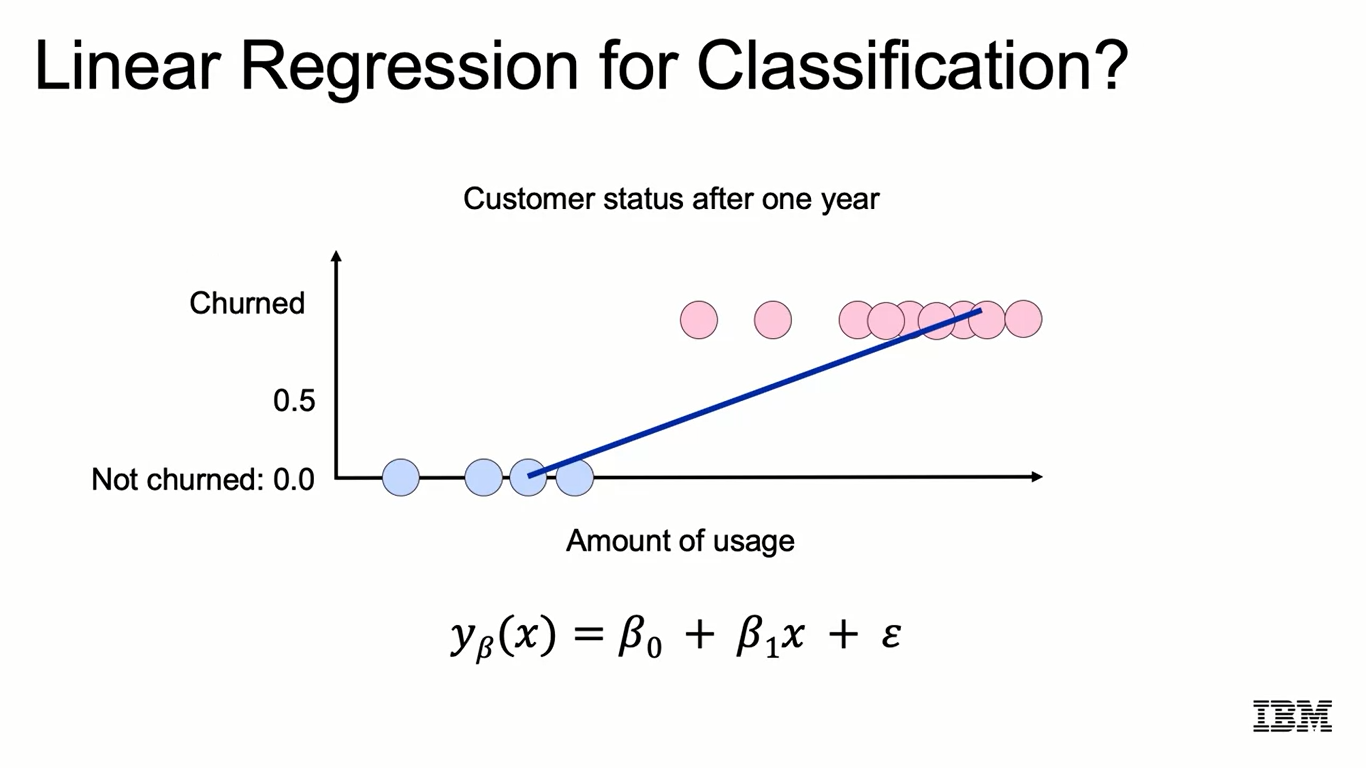 Linear Regression for Classification?
Customer status after one year
Churned
0.5
Not churned: 0.0
Amount of usage
𝑦𝛽(𝑥) = 𝛽0 + 𝛽1𝑥 + 𝜀
IBM